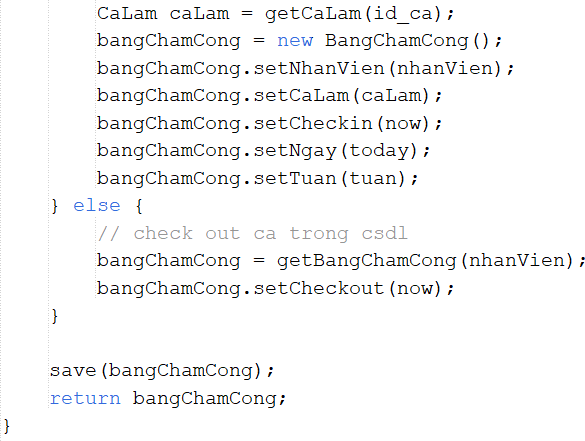 CaLam caLam = getCaLam(id_ca);
bangChamCong = new BangChamCong();
bangChamCong.setNhanVien(nhanVien);
bangChamCong.setCaLam(caLam);
bangChamCong.setCheckin(now);
bangChamCong.setNgay(today);
bangChamCong.setTuan(tuan);
} else {
// check out ca trong csdl
bangChamCong = getBangChamCong(nhanVien);
bangChamCong.setCheckout(now);
}
save(bangChamCong);
return bangChamCong;
}